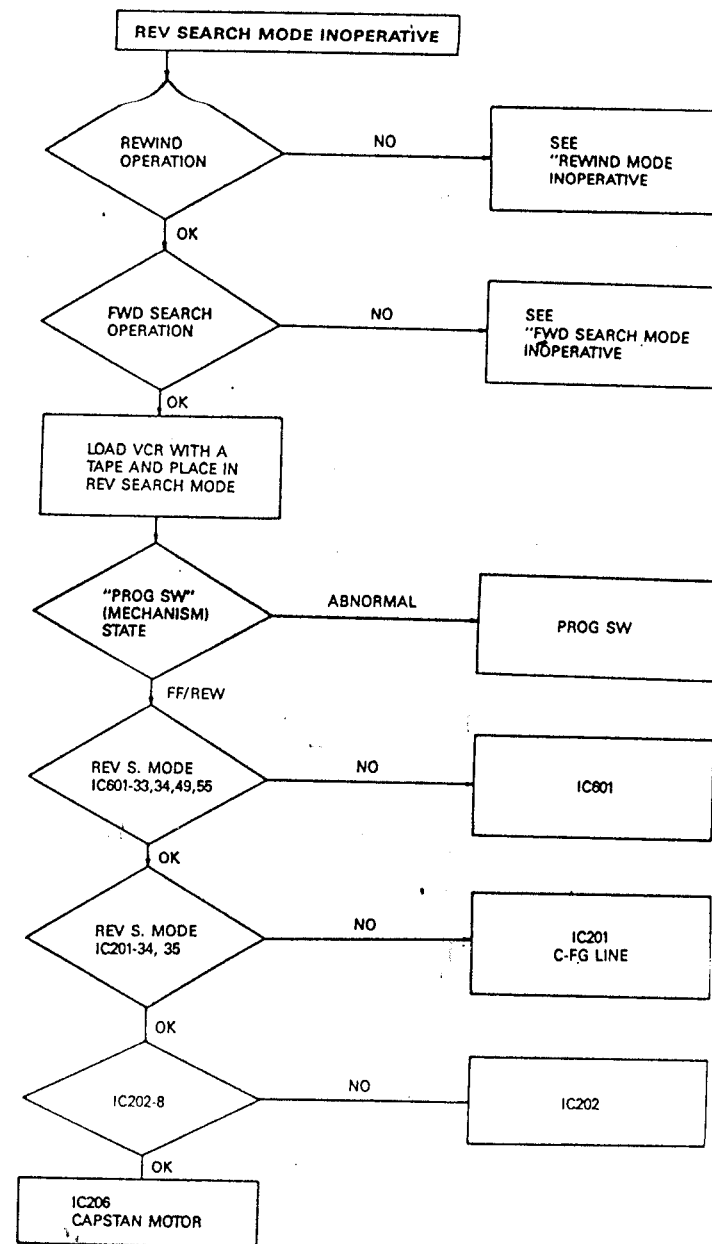 REV SEARCH MODE INOPERATIVE
REWIND
OPERATION
NO
SEE
"REWIND MODE
INOPERATIVE
OK
FWD SEARCH
OPERATION
NO
SEE
"FWD SEARCH MODE
INOPERATIVE
OK
LOAD VCR WITH A
TAPE AND PLACE IN
REV SEARCH MODE
"PROG SW"
(MECHANISM)
STATE
ABNORMAL
PROG SW
FF/REW
REV S. MODE
IC601-33,34,49,55
NO
IC601
OK
REV S. MODE
IC201-34, 35
NO
IC201
C-FG LINE
OK
IC202-8
NO
IC202
OK
IC206
CAPSTAN MOTOR